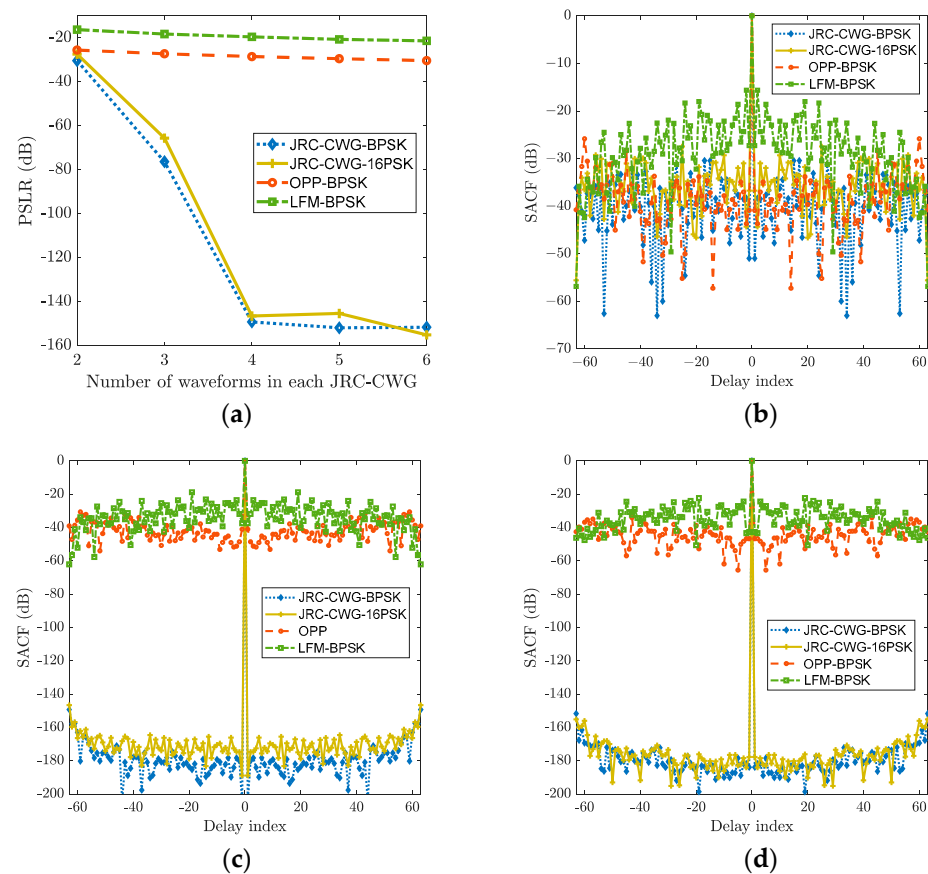 -20
-40
-60
-80
-100
-120
-140
-160
PSLR (dB)
2 3 4 5 6
Number of waveforms in each JRC-CWG
JRC-CWG-BPSK
JRC-CWG-16PSK
OPP-BPSK
LFM-BPSK
(a)
0
−10
−20
−30
−40
−50
−60
−70
SACF (dB)
−60 −40 −20 0 20 40 60
Delay index
JRC-CWG-BPSK
JRC-CWG-16PSK
OPP-BPSK
LFM-BPSK
(b)
0
-20
-40
-60
-80
-100
-120
-140
-160
-180
-200
SACF (dB)
-60 -40 -20 0 20 40 60
Delay index
JRC-CWG-BPSK
JRC-CWG-16PSK
OPP
LFM-BPSK
(c)
0
-20
-40
-60
-80
-100
-120
-140
-160
-180
-200
SACF (dB)
-60 -40 -20 0 20 40 60
Delay index
JRC-CWG-BPSK
JRC-CWG-16PSK
OPP-BPSK
LFM-BPSK
(d)